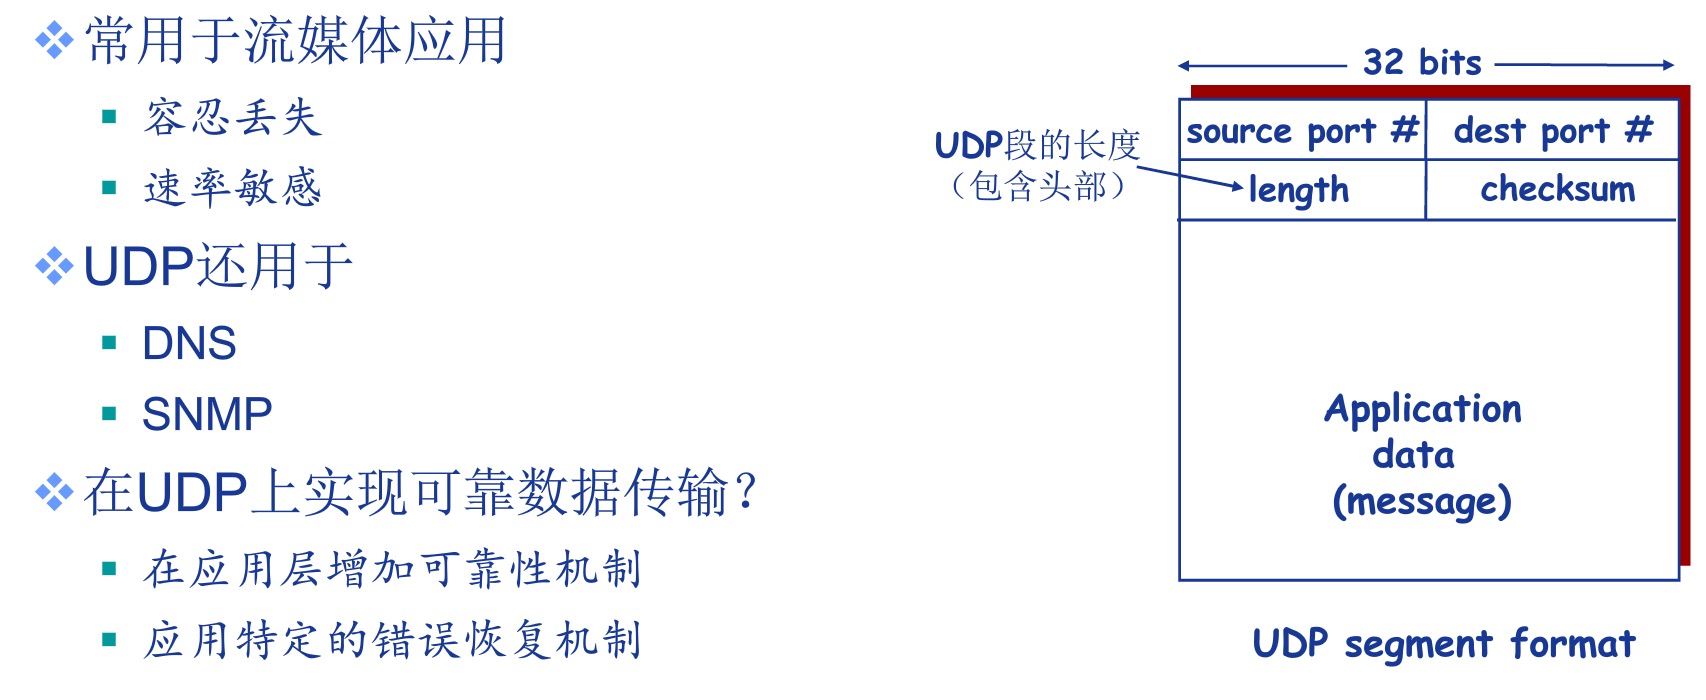 常用于流媒体应用
容忍丢失
速率敏感
UDP还用于
DNS
SNMP
在UDP上实现可靠数据传输？
在应用层增加可靠性机制
应用特定的错误恢复机制
32 bits
source port #
dest port #
UDP段的长度
（包含头部）
length
checksum
Application
data
(message)
UDP segment format